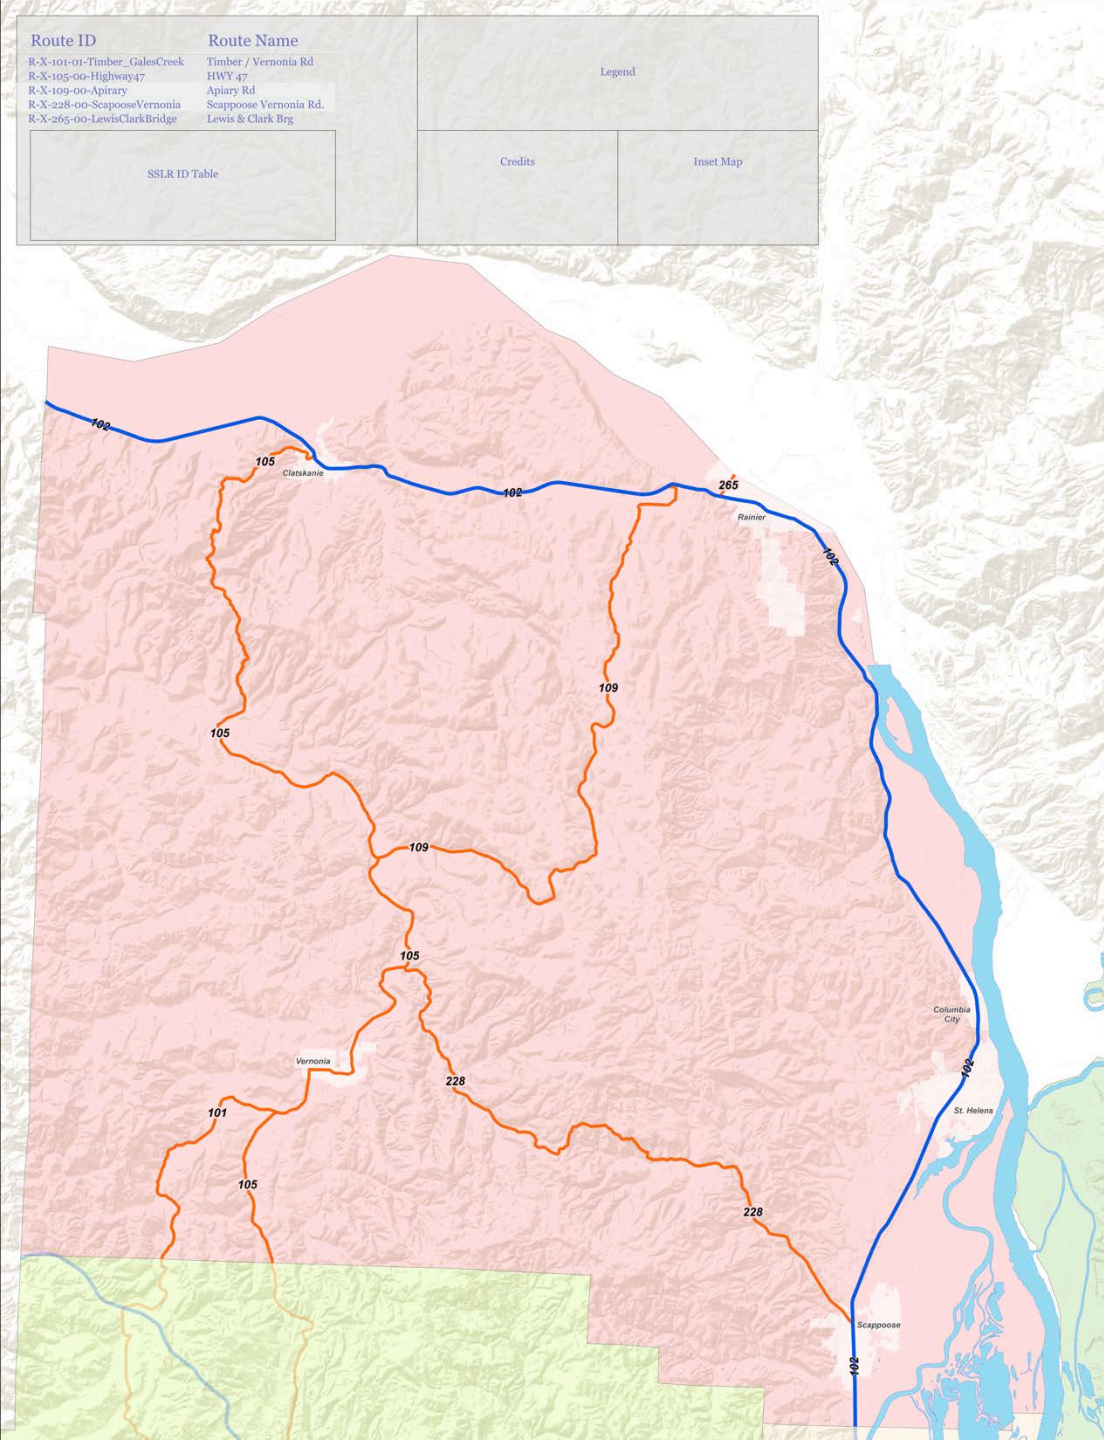 Route ID Route Name
R-X-101-01-Timber_GalesCreek Timber / Vernonia Rd
R-X-105-00-Highway47 HWY 47
R-X-109-00-Apirary Apiary Rd
R-X-228-00-ScapooseVernonia Scappoose Vernonia Rd.
R-X-265-00-LewisClarkBridge Lewis & Clark Brg
SSLR ID Table
Legend
Credits
Inset Map
102
105
Clatskanie
102
265
Rainier
102
109
105
109
105
Columbia
City
Vernonia
102
228
101
St. Helens
105
228
Scappoose
102